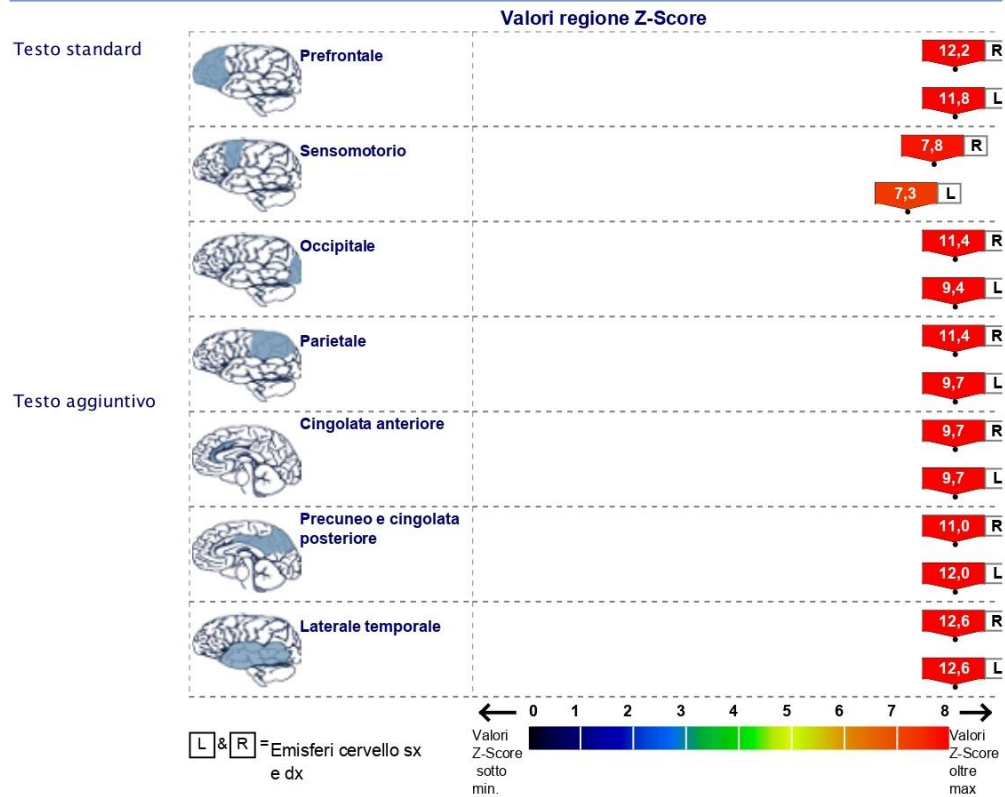 Valori regione Z-Score
Testo standard
Prefrontale
12,2 R
11,8 L
Sensomotorio
7,8 R
7,3 L
Occipitale
11,4 R
9,4 L
Parietale
11,4 R
9,7 L
Testo aggiuntivo
Cingolata anteriore
9,7 R
9,7 L
Precuneo e cingolata
posteriore
11,0 R
12,0 L
Laterale temporale
12,6 R
12,6 L
0 1 2 3 4 5 6 7 8
Valori
Z-Score
sotto
min.
Valori
Z-Score
oltre
max
L & R = Emisferi cervello sx
e dx